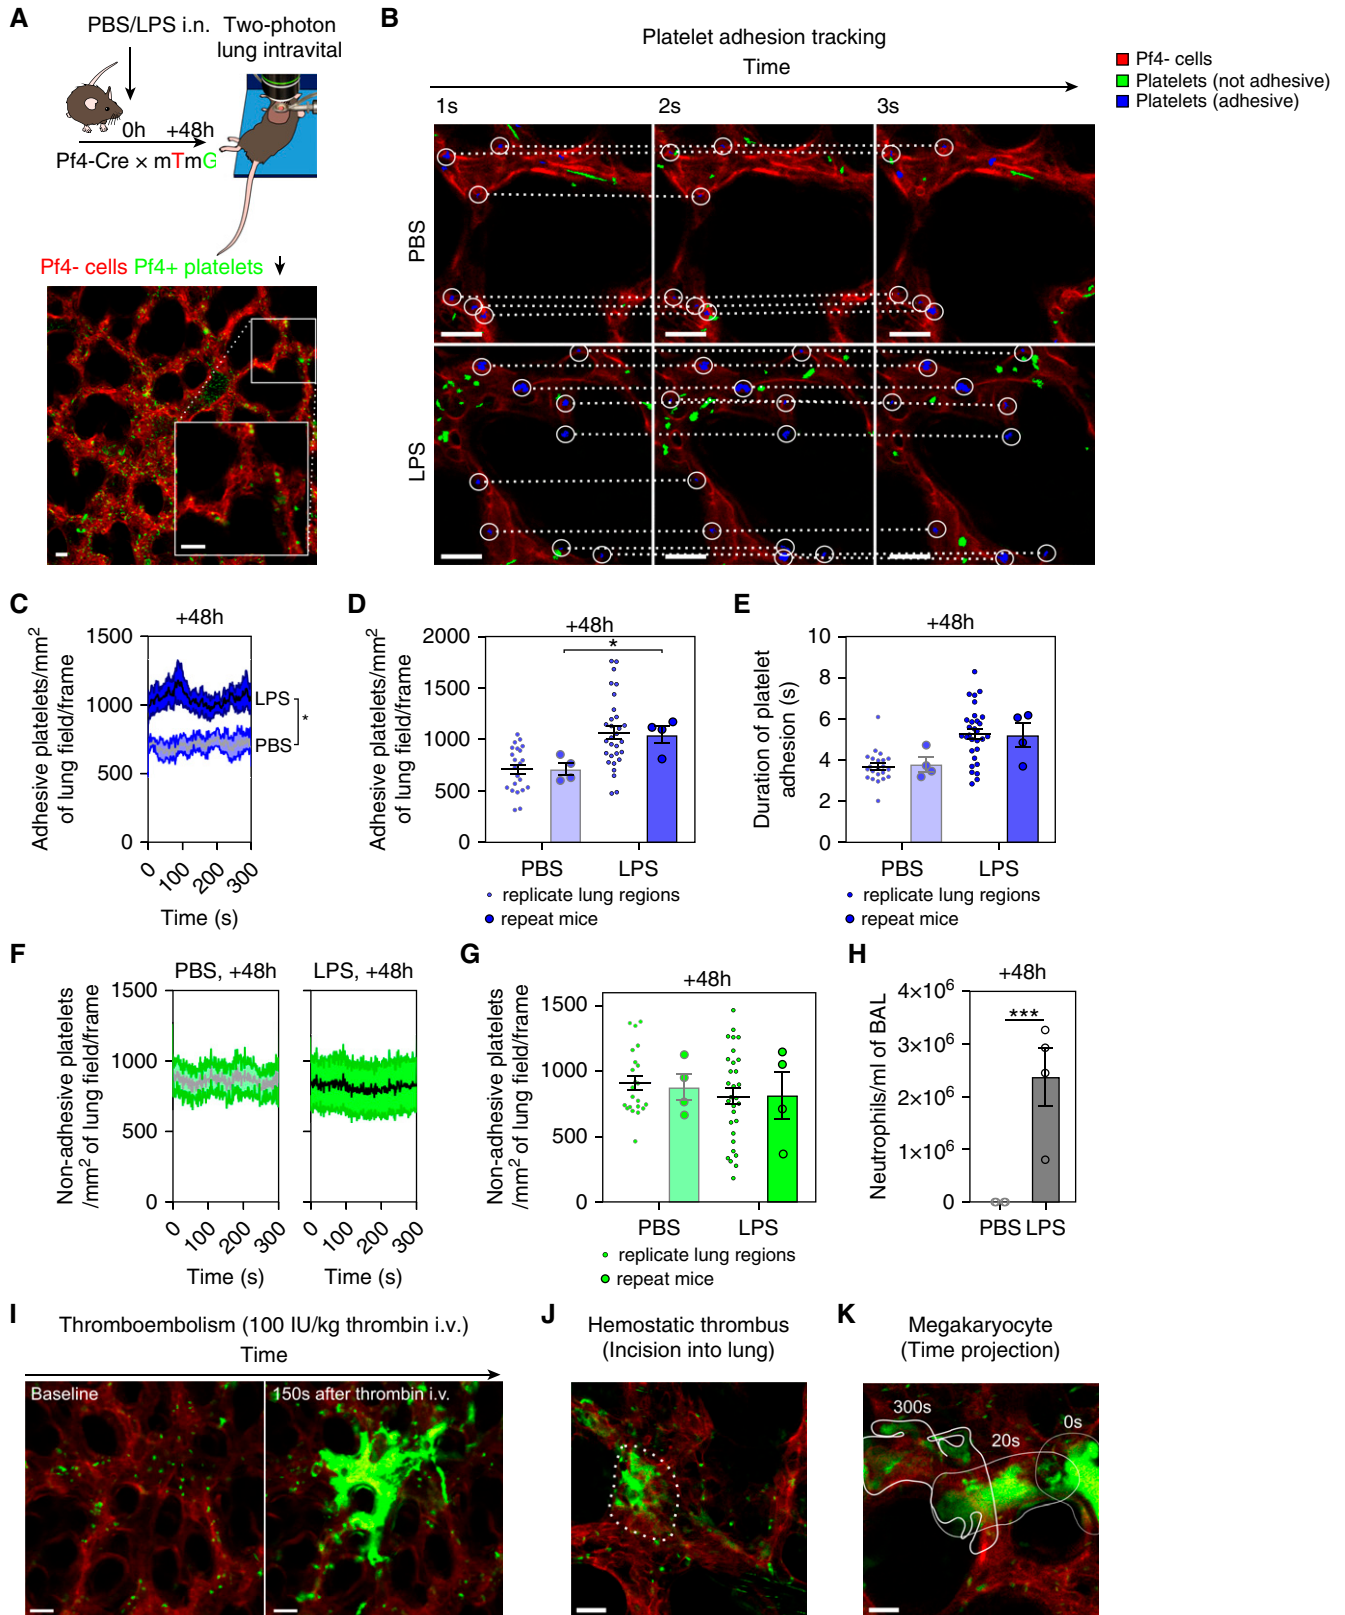 A
PBS/LPS i.n.
Two-photon
lung intravital
0h
+48h
Pf4-Cre × mTmG
Pf4- cells Pf4+ platelets
B
Platelet adhesion tracking
Time
1s
2s
3s
PBS
LPS
Pf4- cells
Platelets (not adhesive)
Platelets (adhesive)
C
+48h
Adhesive platelets/mm²
of lung field/frame
1500
1000
500
0
LPS
*
PBS
0
100
200
300
Time (s)
D
+48h
Adhesive platelets/mm²
of lung field/frame
2000
1500
1000
500
0
*
PBS
LPS
replicate lung regions
repeat mice
E
+48h
Duration of platelet
adhesion (s)
10
8
6
4
2
0
PBS
LPS
replicate lung regions
repeat mice
F
PBS, +48h
LPS, +48h
Non-adhesive platelets
/mm² of lung field/frame
1500
1000
500
0
0
100
200
300
0
100
200
300
Time (s)
Time (s)
G
+48h
Non-adhesive platelets
/mm² of lung field/frame
1500
1000
500
0
PBS
LPS
replicate lung regions
repeat mice
H
+48h
Neutrophils/ml of BAL
4×10⁶
3×10⁶
2×10⁶
1×10⁶
0
***
PBS LPS
I
Thromboembolism (100 IU/kg thrombin i.v.)
Time
Baseline
150s after thrombin i.v.
J
Hemostatic thrombus
(Incision into lung)
K
Megakaryocyte
(Time projection)
300s
20s
0s